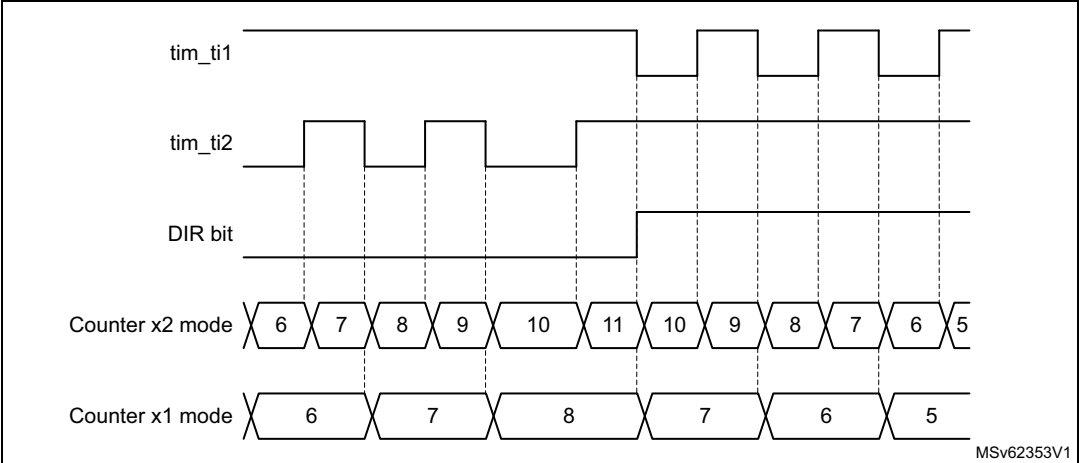 tim_ti1
tim_ti2
DIR bit
Counter x2 mode 6 7 8 9 10 11 10 9 8 7 6 5
Counter x1 mode 6 7 8 7 6 5
MSv62353V1